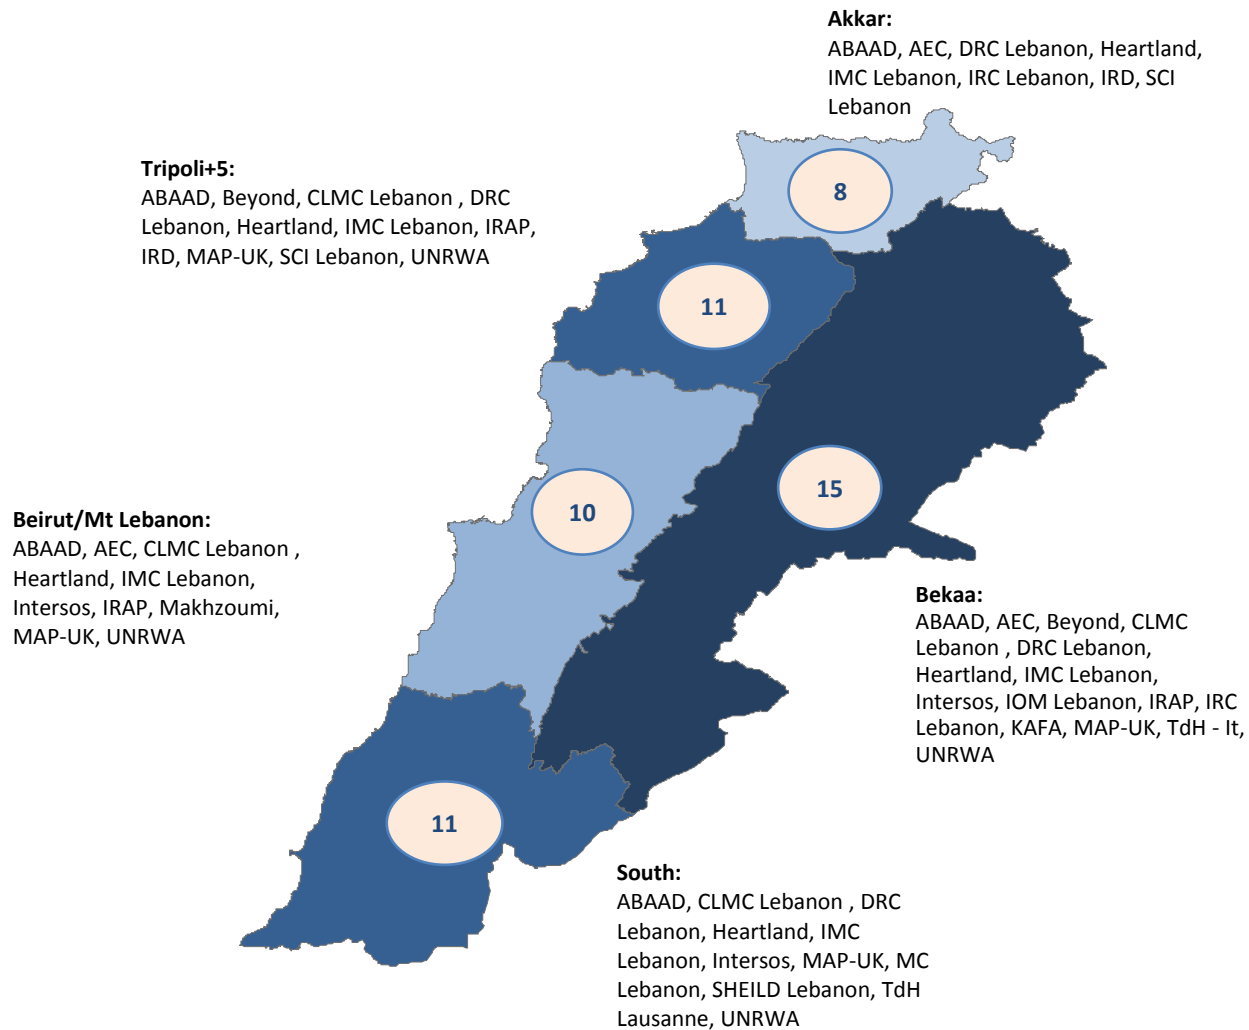 Akkar:
ABAAD, AEC, DRC Lebanon, Heartland,
IMC Lebanon, IRC Lebanon, IRD, SCI
Lebanon
Tripoli+5:
ABAAD, Beyond, CLMC Lebanon , DRC
Lebanon, Heartland, IMC Lebanon, IRAP,
IRD, MAP-UK, SCI Lebanon, UNRWA
8
11
15
10
Beirut/Mt Lebanon:
ABAAD, AEC, CLMC Lebanon ,
Heartland, IMC Lebanon,
Intersos, IRAP, Makhzoumi,
MAP-UK, UNRWA
Bekaa:
ABAAD, AEC, Beyond, CLMC
Lebanon , DRC Lebanon,
Heartland, IMC Lebanon,
Intersos, IOM Lebanon, IRAP, IRC
Lebanon, KAFA, MAP-UK, TdH - It,
UNRWA
11
South:
ABAAD, CLMC Lebanon , DRC
Lebanon, Heartland, IMC
Lebanon, Intersos, MAP-UK, MC
Lebanon, SHEILD Lebanon, TdH
Lausanne, UNRWA